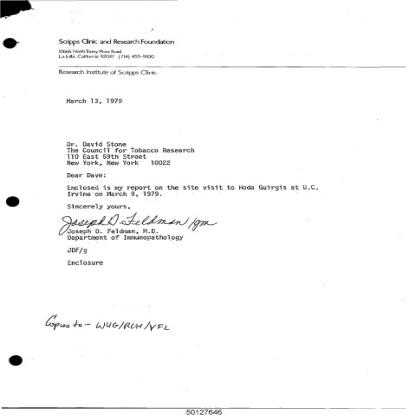 Scripps Clinic and Research Foundation
10666 North Torrey Pines Road
La Jolla, California 92037 (714) 455-9100
Research Institute of Scripps Clinic
March 13, 1979
Dr. David Stone
The Council for Tobacco Research
110 East 59th Street
New York, New York 10022
Dear Dave:
Enclosed is my report on the site visit to Hoda Guirgis at U.C.
Irvine on March 9, 1979.
Sincerely yours,
Joseph D. Feldman/gm
Joseph D. Feldman, M.D.
Department of Immunopathology
JDF/g
Enclosure
Copies to - WUG/RCH/VFL
50127646